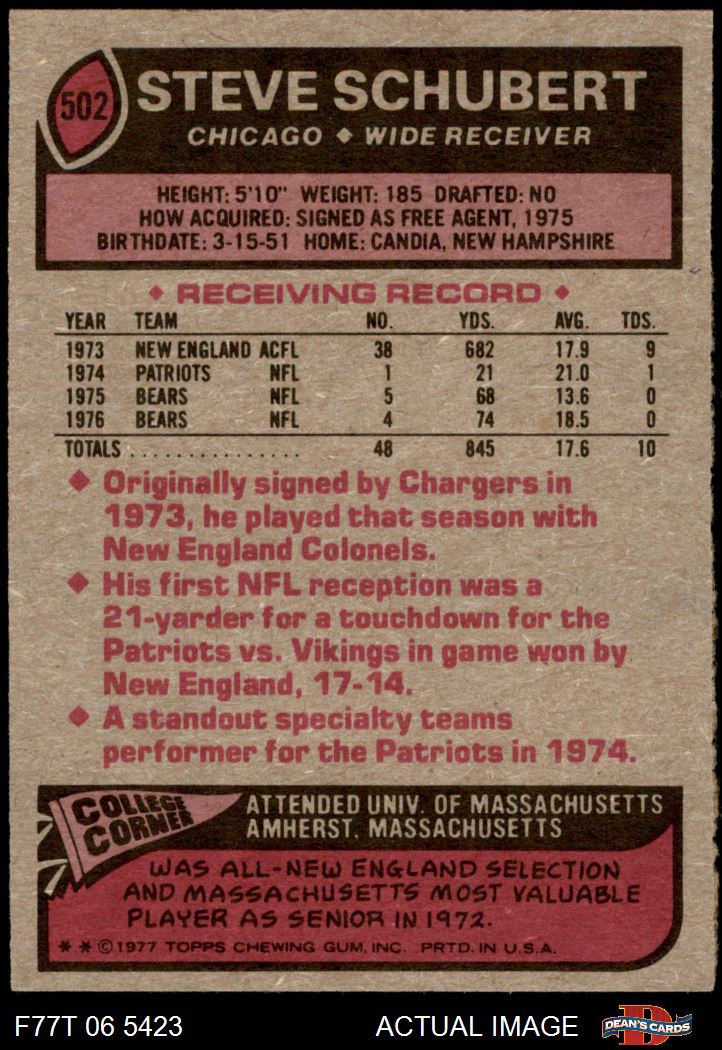 502
STEVE SCHUBERT
CHICAGO ◆ WIDE RECEIVER
HEIGHT: 5'10" WEIGHT: 185 DRAFTED: NO
HOW ACQUIRED: SIGNED AS FREE AGENT, 1975
BIRTHDATE: 3-15-51 HOME: CANDIA, NEW HAMPSHIRE
◆ RECEIVING RECORD ◆
YEAR TEAM NO. YDS. AVG. TDS.
1973 NEW ENGLAND ACFL 38 682 17.9 9
1974 PATRIOTS NFL 1 21 21.0 1
1975 BEARS NFL 5 68 13.6 0
1976 BEARS NFL 4 74 18.5 0
TOTALS . . . . . . . . . . . . . . . 48 845 17.6 10
◆ Originally signed by Chargers in
1973, he played that season with
New England Colonels.
◆ His first NFL reception was a
21-yarder for a touchdown for the
Patriots vs. Vikings in game won by
New England, 17-14.
◆ A standout specialty teams
performer for the Patriots in 1974.
COLLEGE
CORNER
ATTENDED UNIV. OF MASSACHUSETTS
AMHERST, MASSACHUSETTS
WAS ALL-NEW ENGLAND SELECTION
AND MASSACHUSETTS MOST VALUABLE
PLAYER AS SENIOR IN 1972.
* * © 1977 TOPPS CHEWING GUM, INC. PRTD. IN U.S.A.
F77T 06 5423 ACTUAL IMAGE D DEAN'S CARDS